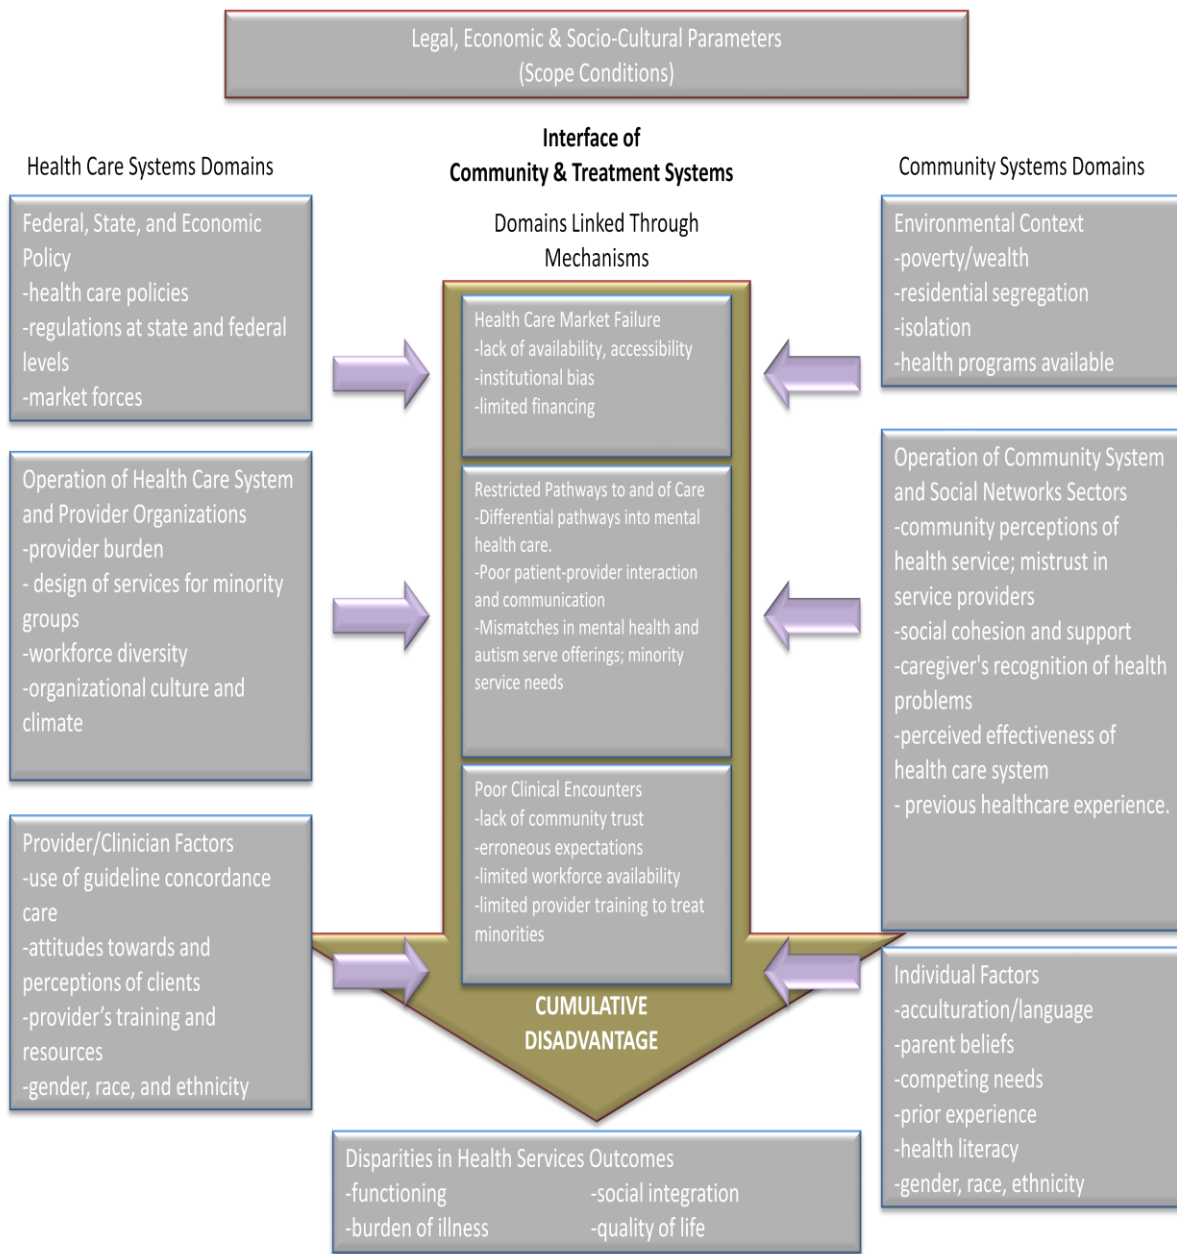 Legal, Economic & Socio-Cultural Parameters
(Scope Conditions)
Health Care Systems Domains
Federal, State, and Economic
Policy
-health care policies
-regulations at state and federal
levels
-market forces
Operation of Health Care System
and Provider Organizations
-provider burden
- design of services for minority
groups
-workforce diversity
-organizational culture and
climate
Provider/Clinician Factors
-use of guideline concordance
care
-attitudes towards and
perceptions of clients
-provider’s training and
resources
-gender, race, and ethnicity
Interface of
Community & Treatment Systems
Domains Linked Through
Mechanisms
Health Care Market Failure
-lack of availability, accessibility
-institutional bias
-limited financing
Restricted Pathways to and of Care
-Differential pathways into mental
health care.
-Poor patient-provider interaction
and communication
-Mismatches in mental health and
autism serve offerings; minority
service needs
Poor Clinical Encounters
-lack of community trust
-erroneous expectations
-limited workforce availability
-limited provider training to treat
minorities
CUMULATIVE
DISADVANTAGE
Community Systems Domains
Environmental Context
-poverty/wealth
-residential segregation
-isolation
-health programs available
Operation of Community System
and Social Networks Sectors
-community perceptions of
health service; mistrust in
service providers
-social cohesion and support
-caregiver's recognition of health
problems
-perceived effectiveness of
health care system
- previous healthcare experience.
Individual Factors
-acculturation/language
-parent beliefs
-competing needs
-prior experience
-health literacy
-gender, race, ethnicity
Disparities in Health Services Outcomes
-functioning -social integration
-burden of illness -quality of life